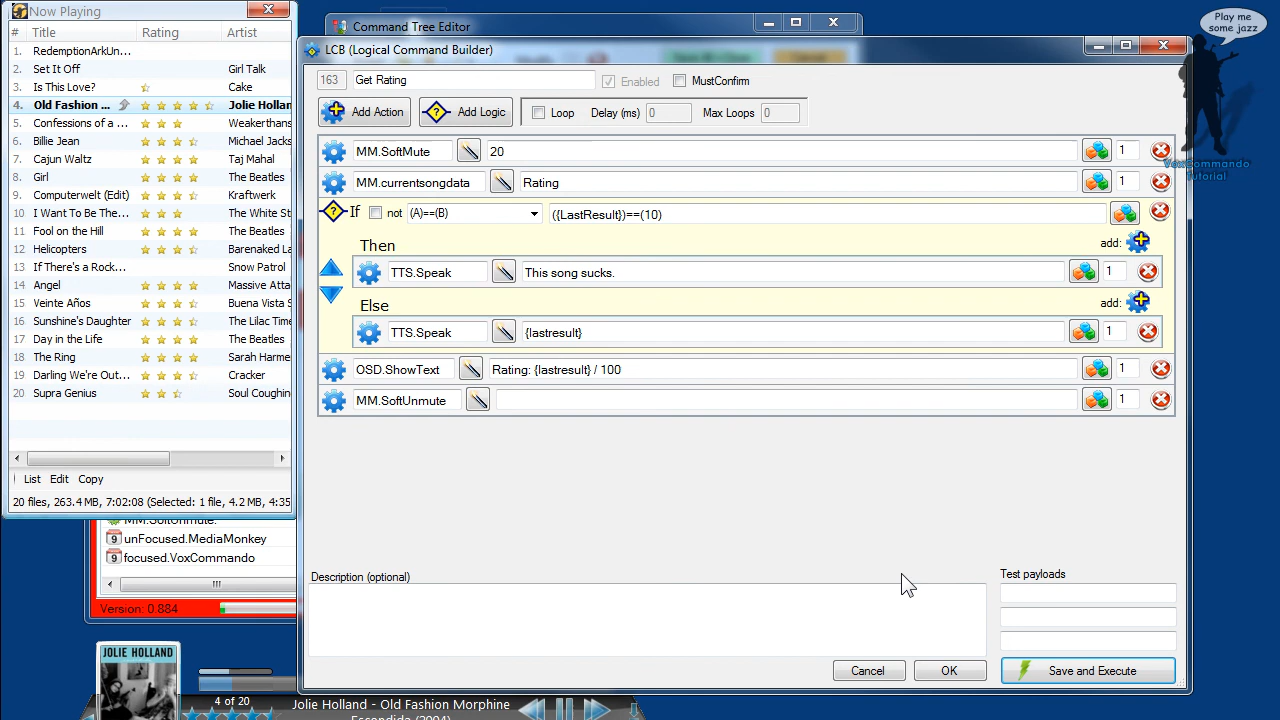 Now Playing
# Title Rating Artist
1. RedemptionArkUn...
2. Set It Off Girl Talk
3. Is This Love? Cake
4. Old Fashion ... Jolie Hollan
5. Confessions of a ... Weakerthans
6. Billie Jean Michael Jacks
7. Cajun Waltz Taj Mahal
8. Girl The Beatles
9. Computerwelt (Edit) Kraftwerk
10 I Want To Be The... The White St
11 Fool on the Hill The Beatles
12 Helicopters Barenaked La
13 If There's a Rock... Snow Patrol
14 Angel Massive Atta
15 Veinte Años Buena Vista S
16 Sunshine's Daughter The Lilac Time
17 Day in the Life The Beatles
18 The Ring Sarah Harme
19 Darling We're Out... Cracker
20 Supra Genius Soul Coughin
List Edit Copy
20 files, 263.4 MB, 7:02:08 (Selected: 1 file, 4.2 MB, 4:35
MM.SoftUnmute.
unFocused.MediaMonkey
focused.VoxCommando
Version: 0.884
JOLIE HOLLAND
4 of 20
Jolie Holland - Old Fashion Morphine
Escondida (2004)
Command Tree Editor
LCB (Logical Command Builder)
163 Get Rating Enabled MustConfirm
Add Action Add Logic Loop Delay (ms) 0 Max Loops 0
MM.SoftMute 20 1
MM.currentsongdata Rating 1
If not (A)==(B) ({LastResult})==(10)
Then add:
TTS.Speak This song sucks. 1
Else add:
TTS.Speak {lastresult} 1
OSD.ShowText Rating: {lastresult} / 100 1
MM.SoftUnmute 1
Description (optional) Test payloads
Cancel OK Save and Execute
Play me
some jazz
VoxCommando
Tutorial